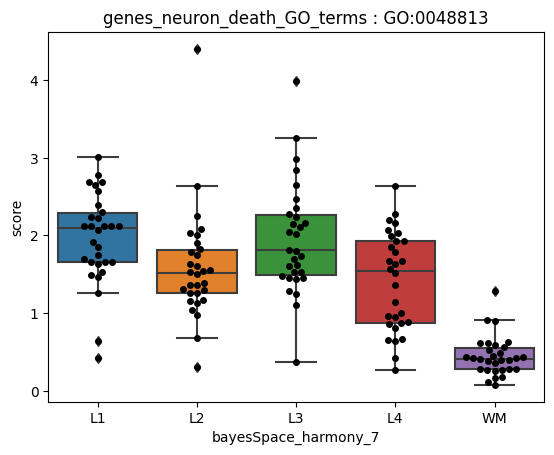 genes_neuron_death_GO_terms : GO:0048813
4
3
2
1
0
score
L1 L2 L3 L4 WM
bayesSpace_harmony_7